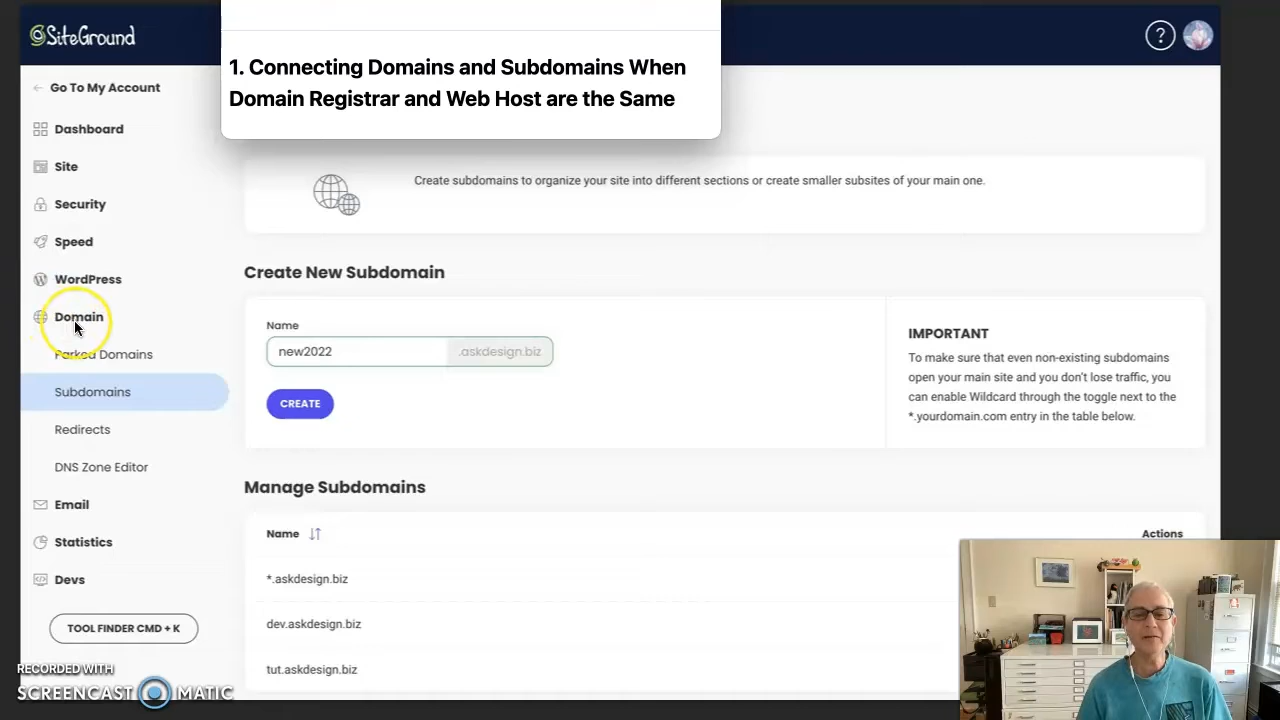 SiteGround
?
1. Connecting Domains and Subdomains When
Domain Registrar and Web Host are the Same
Go To My Account
Dashboard
Site
Security
Speed
WordPress
Domain
Parked Domains
Subdomains
Redirects
DNS Zone Editor
Email
Statistics
Devs
TOOL FINDER CMD + K
Create subdomains to organize your site into different sections or create smaller subsites of your main one.
Create New Subdomain
Name
new2022 .askdesign.biz
CREATE
IMPORTANT
To make sure that even non-existing subdomains
open your main site and you don't lose traffic, you
can enable Wildcard through the toggle next to the
*.yourdomain.com entry in the table below.
Manage Subdomains
Name Actions
*.askdesign.biz
dev.askdesign.biz
tut.askdesign.biz
RECORDED WITH
SCREENCAST MATIC